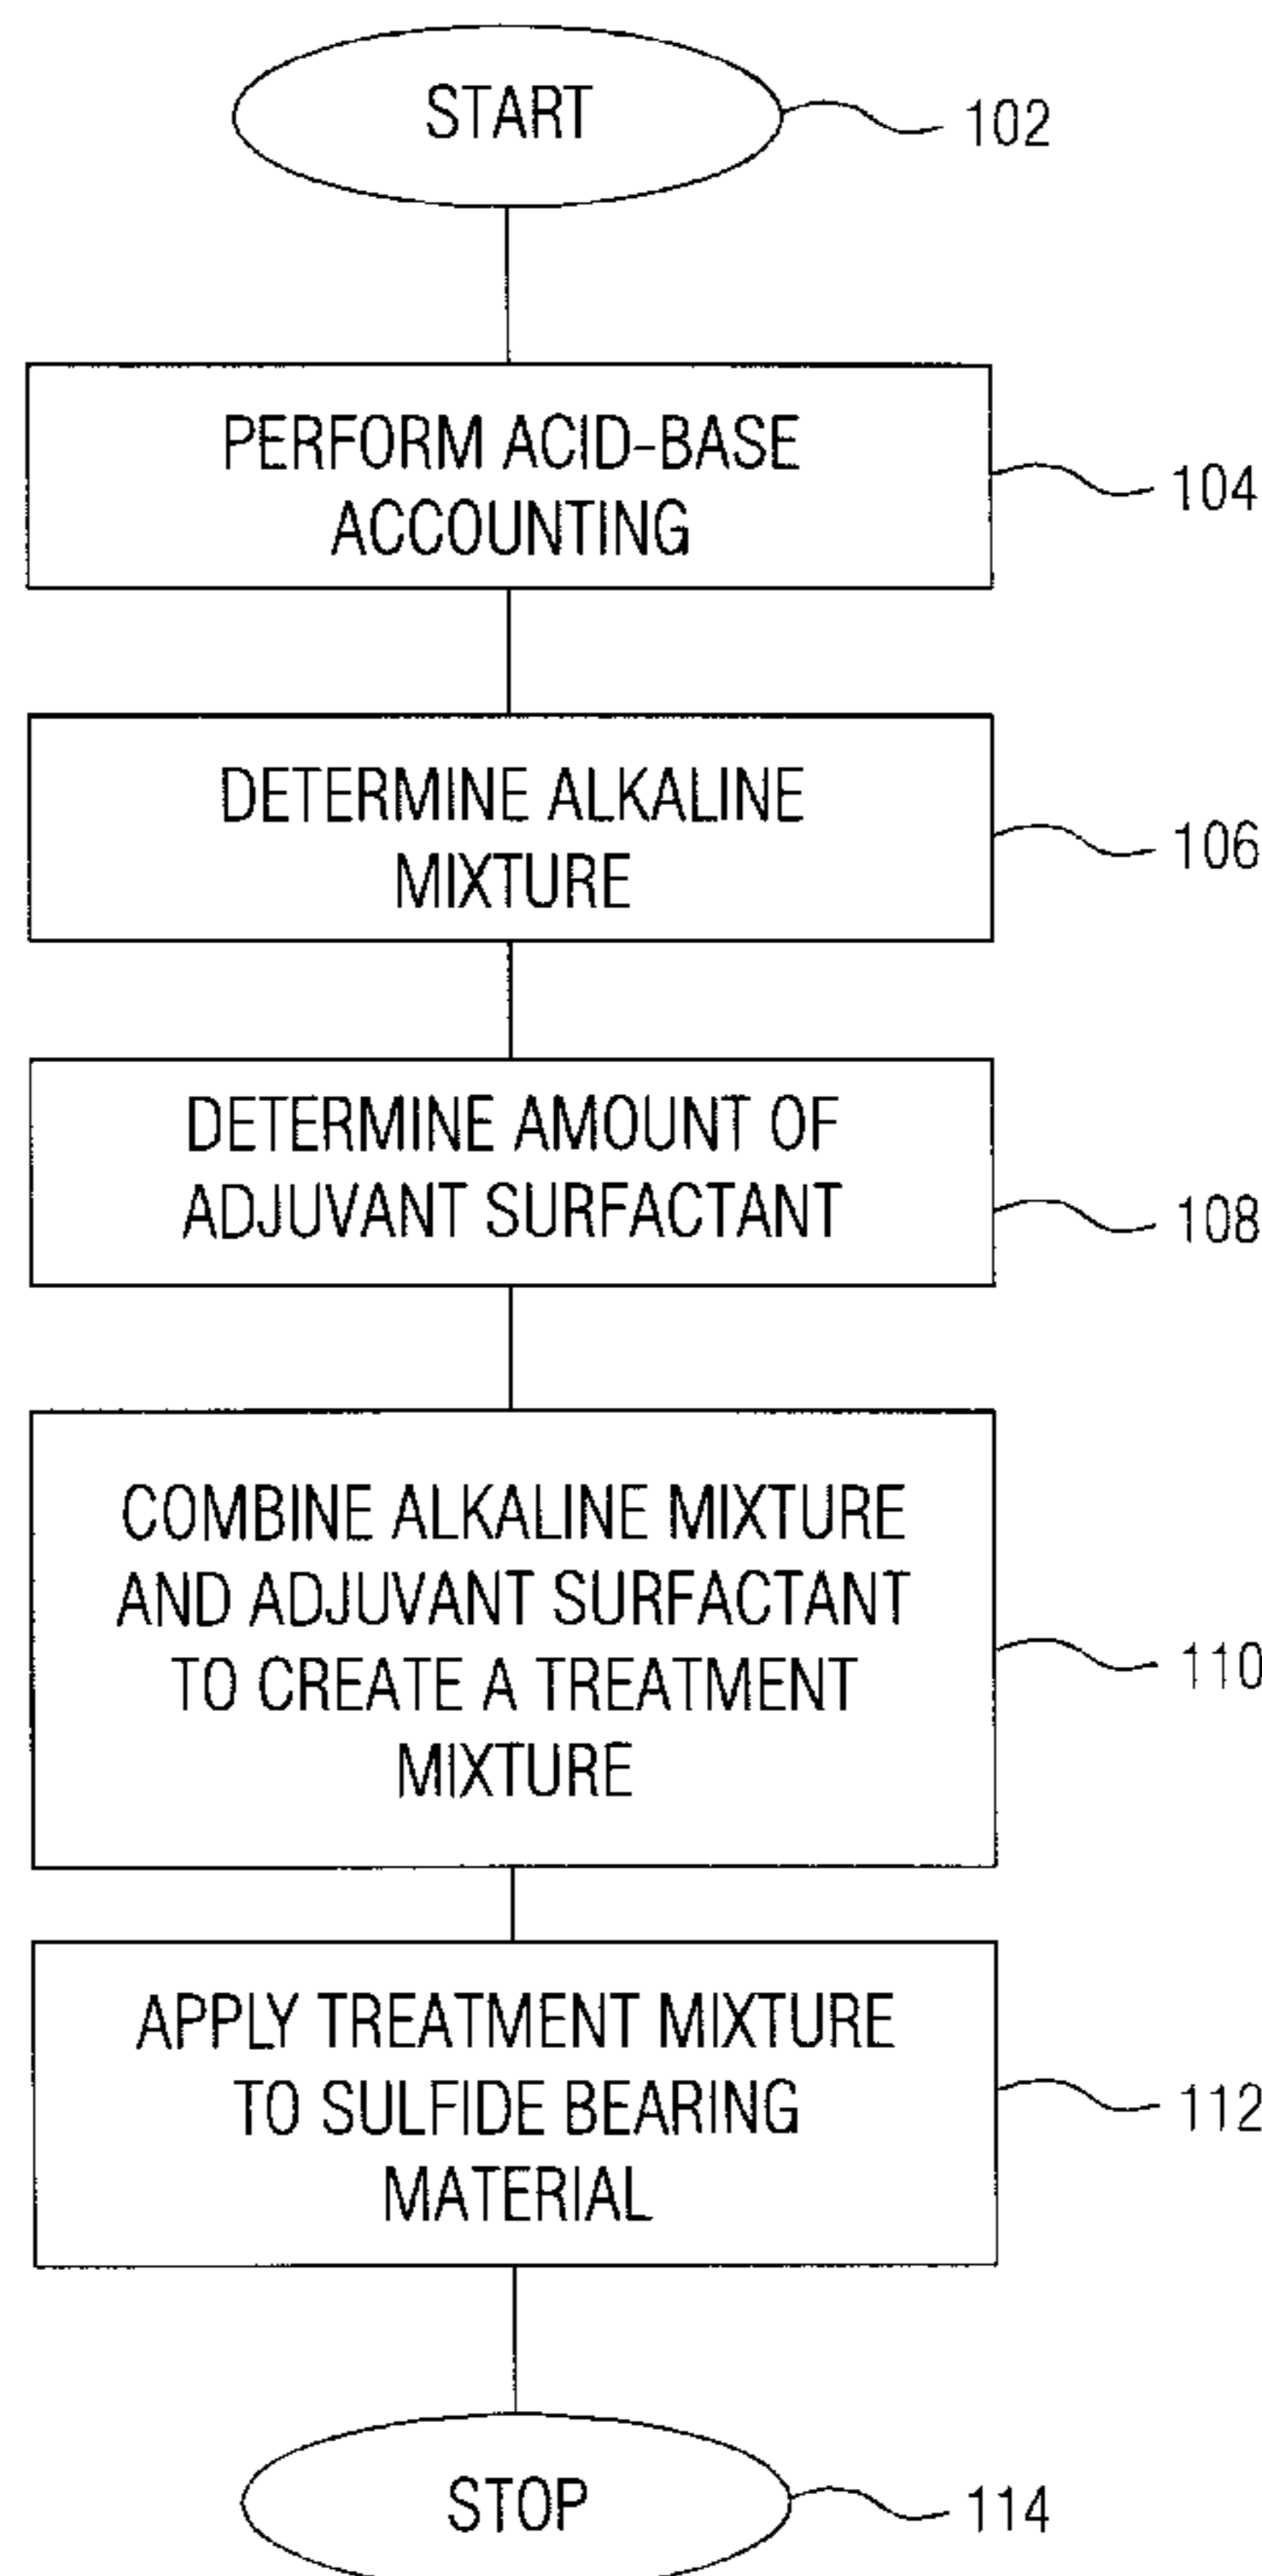 START
102
PERFORM ACID-BASE
ACCOUNTING
104
DETERMINE ALKALINE
MIXTURE
106
DETERMINE AMOUNT OF
ADJUVANT SURFACTANT
108
COMBINE ALKALINE MIXTURE
AND ADJUVANT SURFACTANT
TO CREATE A TREATMENT
MIXTURE
110
APPLY TREATMENT MIXTURE
TO SULFIDE BEARING
MATERIAL
112
STOP
114